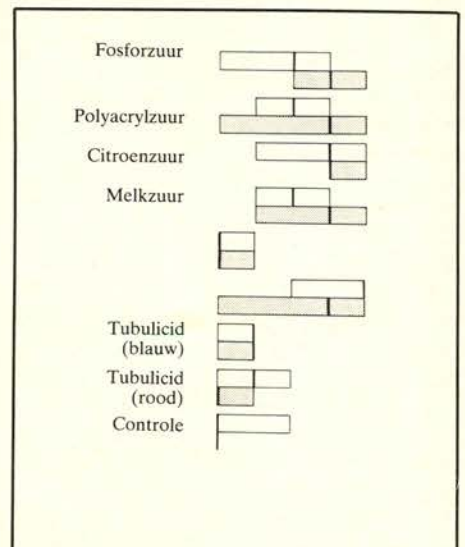 Fosforzuur
Polyacrylzuur
Citroenzuur
Melkzuur
Tubulicid
(blauw)
Tubulicid
(rood)
Controle